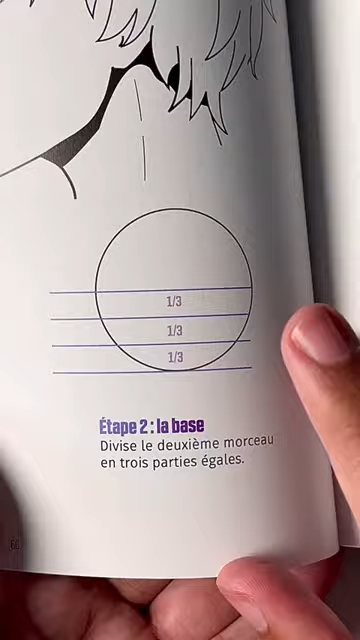 1/3
1/3
1/3
Étape 2 : la base
Divise le deuxième morceau
en trois parties égales.